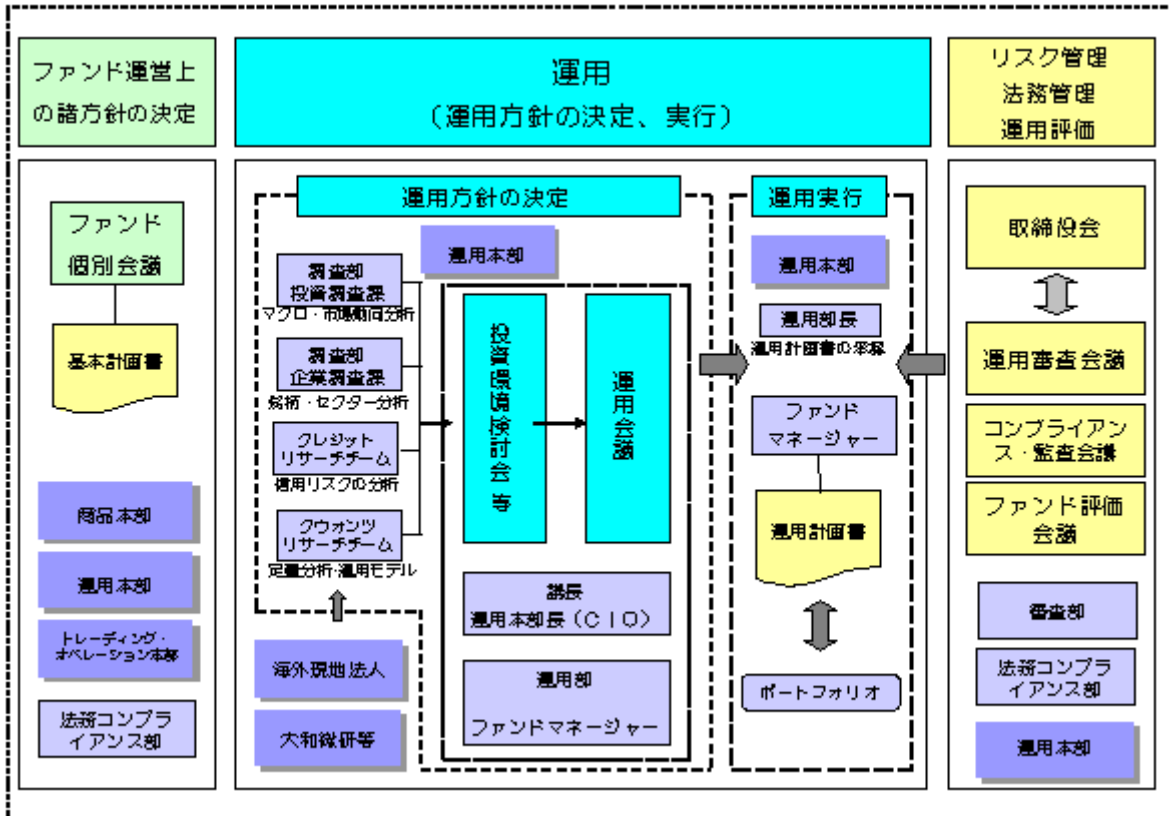 ファンド運営上
の諸方針の決定
運用
(運用方針の決定、実行)
リスク管理
法務管理
運用評価
ファンド
個別会議
基本計画書
商品本部
運用本部
トレーディング・
オペレーション本部
法務コンプラ
イアンス部
運用方針の決定
運用本部
調査部
投資調査課
マクロ・市場動向分析
調査部
企業調査課
銘柄・セクター分析
クレジット
リサーチチーム
信用リスクの分析
クウォンツ
リサーチチーム
定量分析・運用モデル
海外現地法人
大和総研等
投資環境検討会 等
運用会議
議長
運用本部長(CIO)
運用部
ファンドマネージャー
運用実行
運用本部
運用部長
運用計画書の承認
ファンド
マネージャー
運用計画書
ポートフォリオ
取締役会
運用審査会議
コンプライアン
ス・監査会議
ファンド評価
会議
審査部
法務コンプラ
イアンス部
運用本部